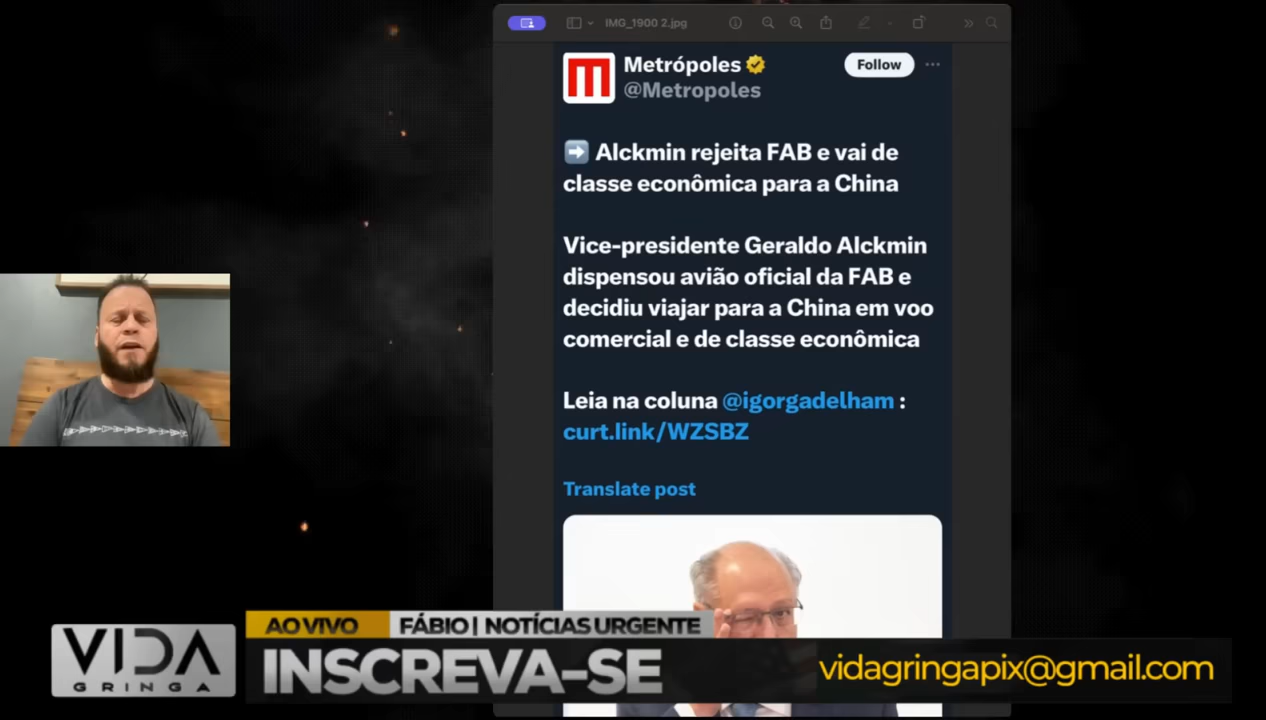 IMG_1900 2.jpg
Metrópoles
@Metropoles
Follow
➡️ Alckmin rejeita FAB e vai de
classe econômica para a China
Vice-presidente Geraldo Alckmin
dispensou avião oficial da FAB e
decidiu viajar para a China em voo
comercial e de classe econômica
Leia na coluna @igorgadelham :
curt.link/WZSBZ
Translate post
VIDA
GRINGA
AO VIVO
FÁBIO | NOTÍCIAS URGENTE
INSCREVA-SE
vidagringapix@gmail.com